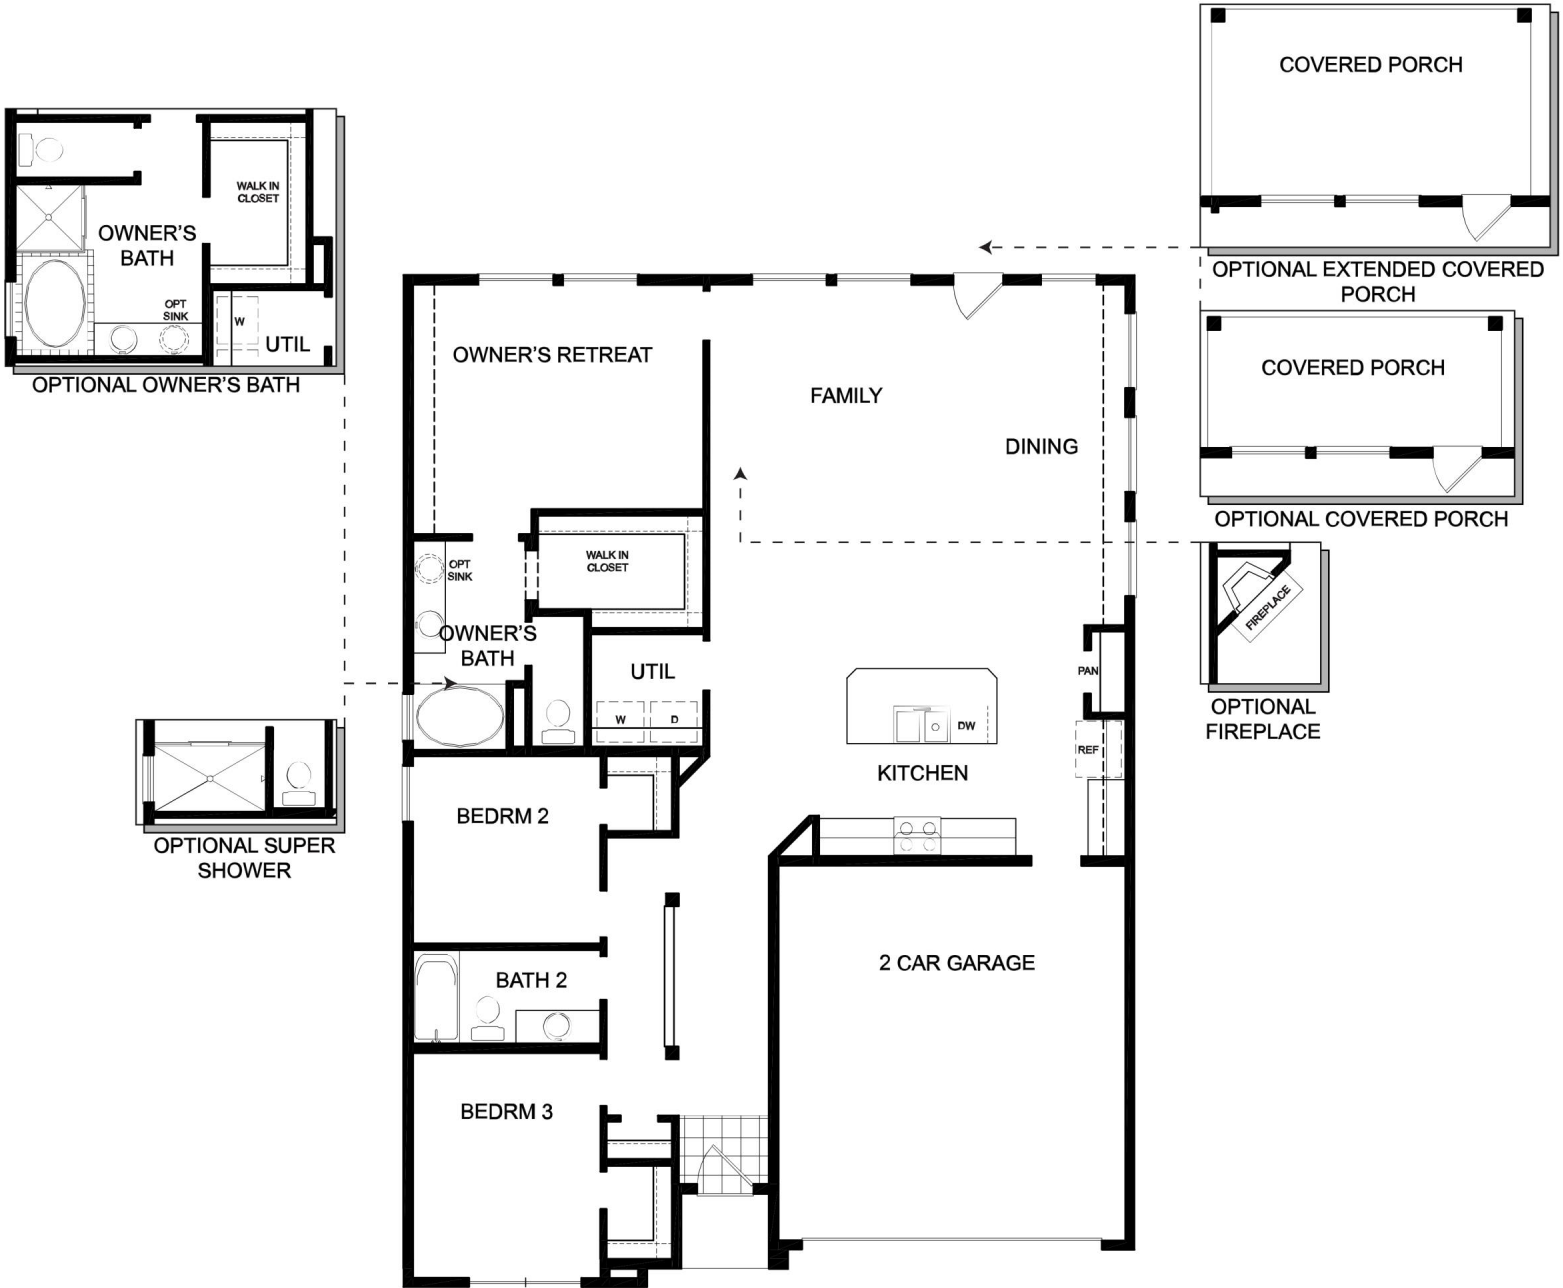 COVERED PORCH
OPTIONAL EXTENDED COVERED
PORCH
WALK IN
CLOSET
OWNER'S
BATH
OPT
SINK
W
UTIL
OPTIONAL OWNER'S BATH
COVERED PORCH
OPTIONAL COVERED PORCH
OWNER'S RETREAT
FAMILY
DINING
WALK IN
CLOSET
OPT
SINK
OWNER'S
BATH
UTIL
W
D
FIREPLACE
OPTIONAL
FIREPLACE
PAN
REF
DW
KITCHEN
OPTIONAL SUPER
SHOWER
BEDRM 2
BATH 2
2 CAR GARAGE
BEDRM 3